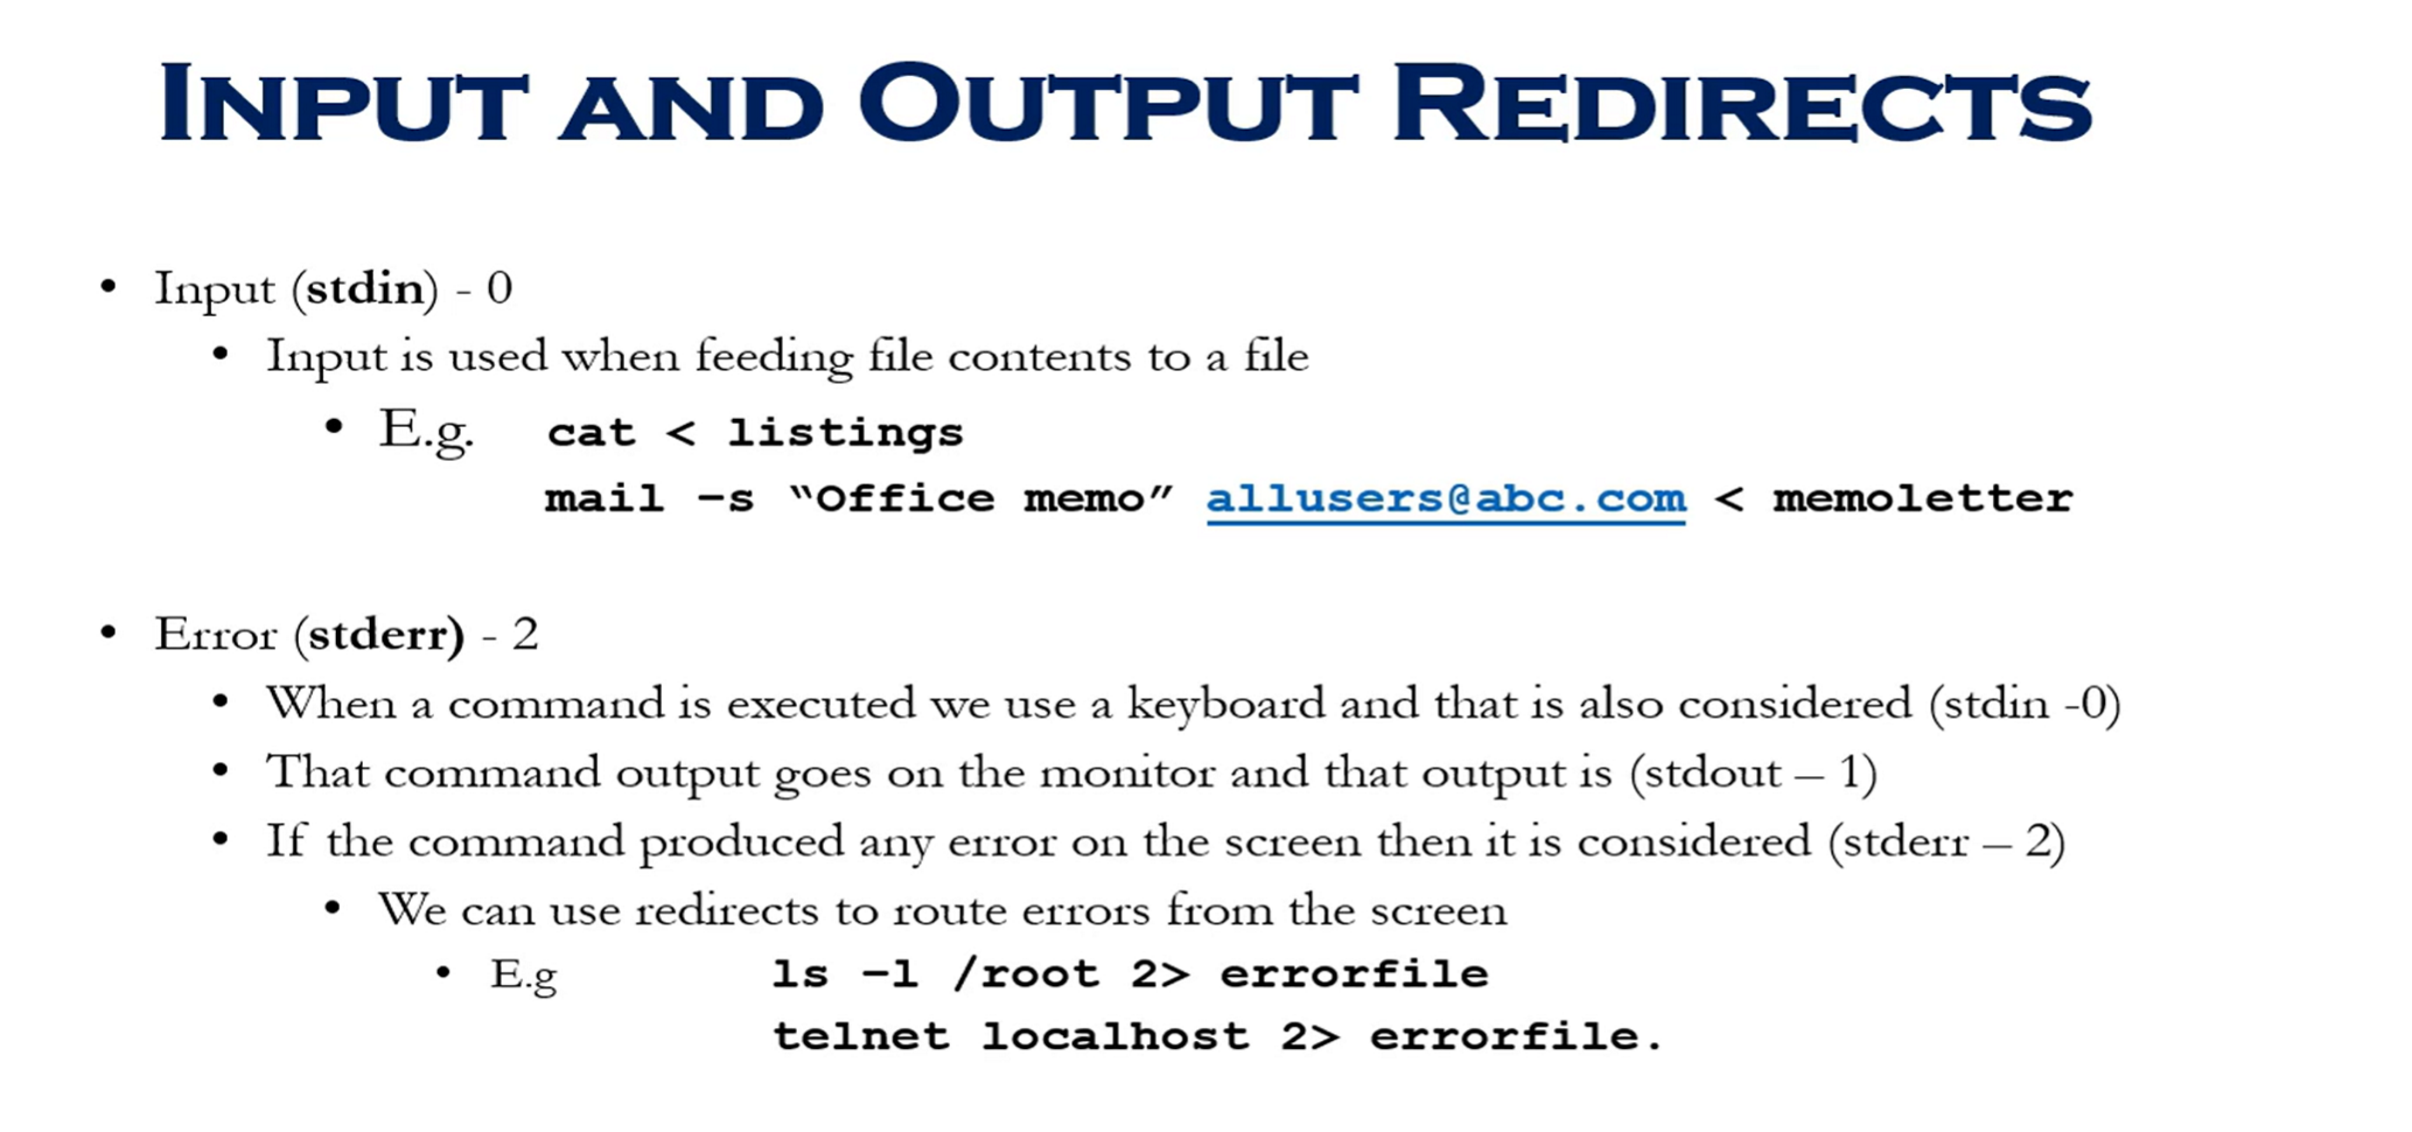 INPUT AND OUTPUT REDIRECTS
• Input (stdin) - 0
• Input is used when feeding file contents to a file
• E.g. cat < listings
mail –s “Office memo” allusers@abc.com < memoletter
• Error (stderr) - 2
• When a command is executed we use a keyboard and that is also considered (stdin -0)
• That command output goes on the monitor and that output is (stdout – 1)
• If the command produced any error on the screen then it is considered (stderr – 2)
• We can use redirects to route errors from the screen
• E.g ls –l /root 2> errorfile
telnet localhost 2> errorfile.